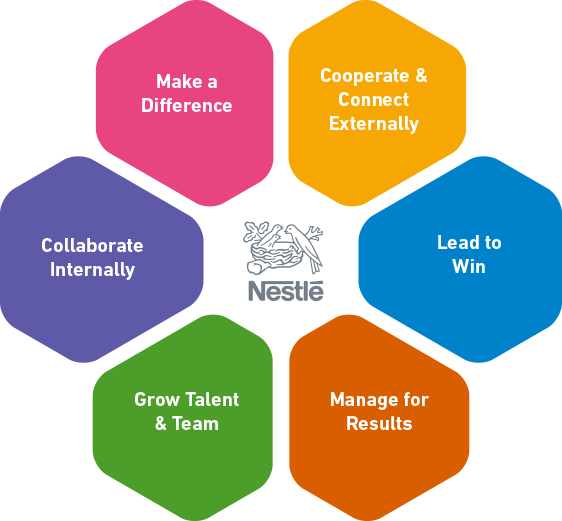 Make a
Difference
Cooperate &
Connect
Externally
Collaborate
Internally
Lead to
Win
Nestlé
Grow Talent
& Team
Manage for
Results